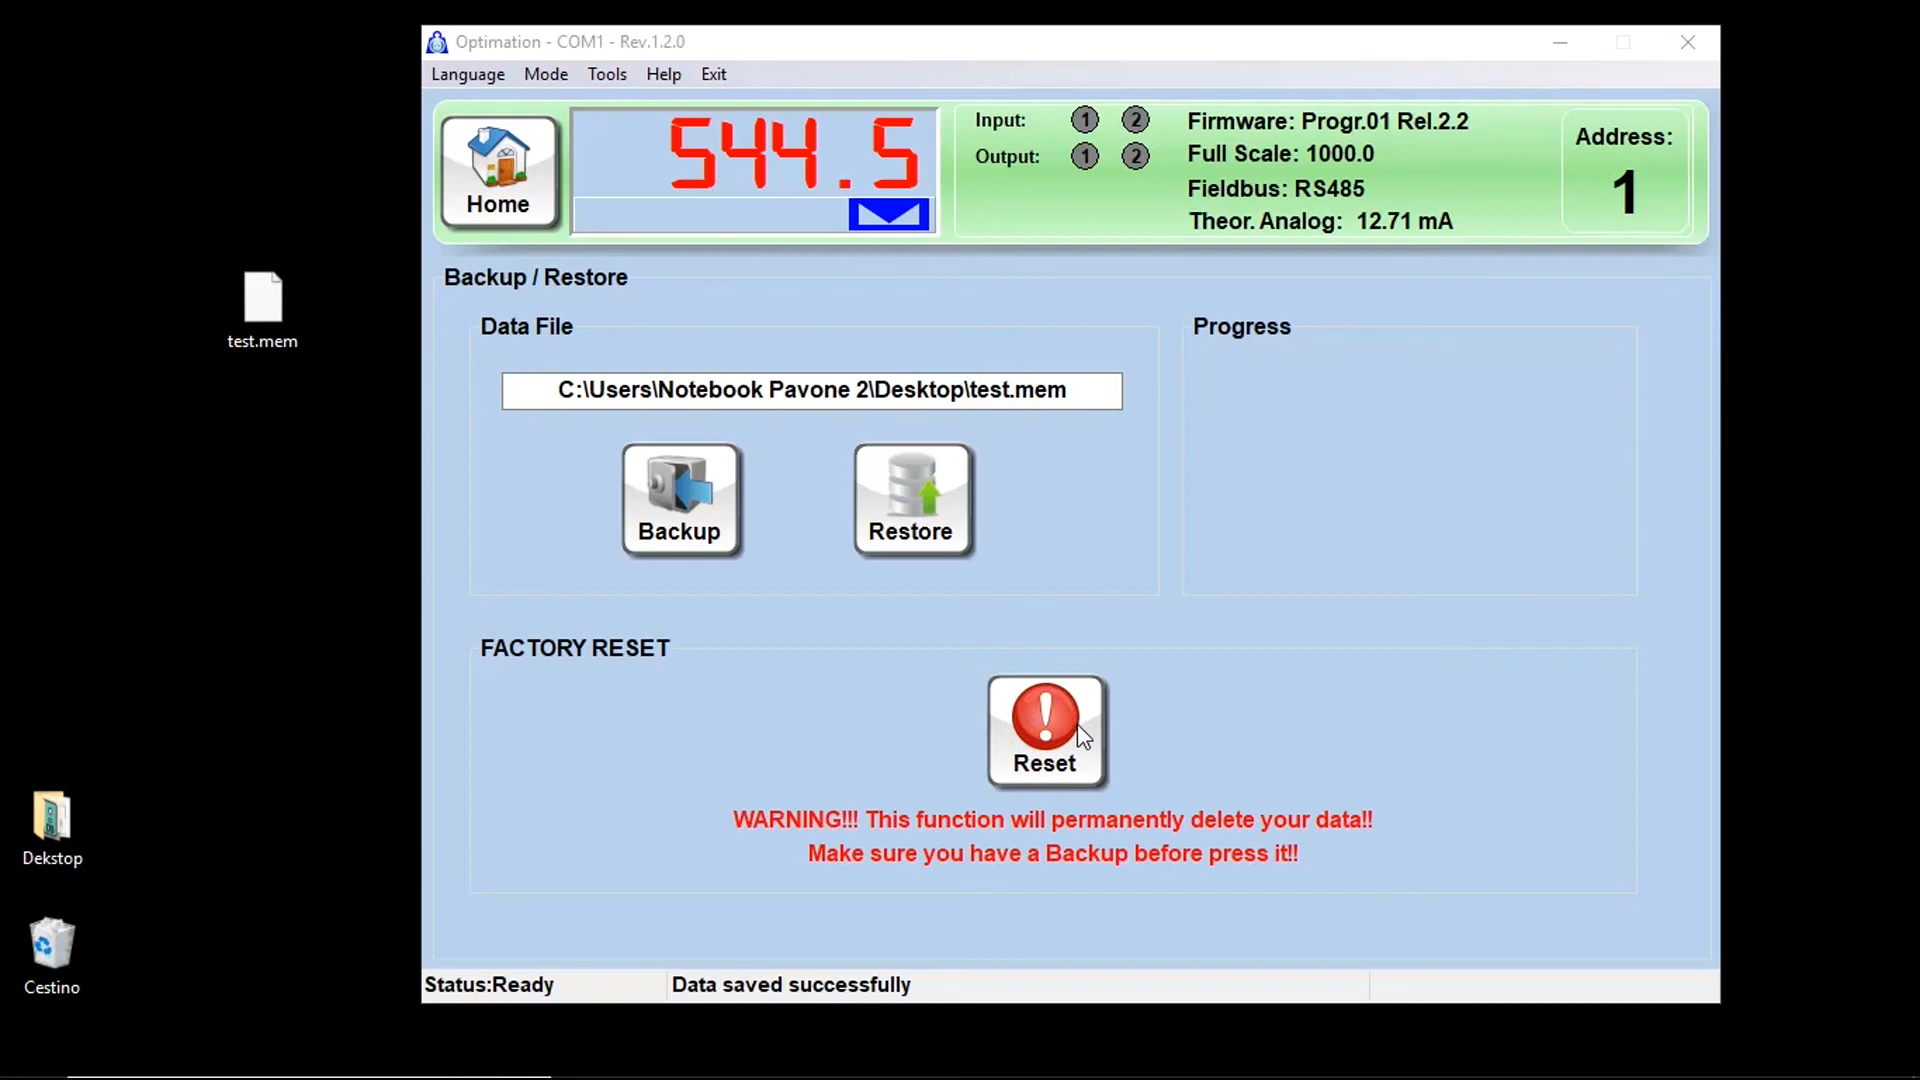 Optimation - COM1 - Rev.1.2.0
Language Mode Tools Help Exit
Home
544.5
Input: 1 2
Output: 1 2
Firmware: Progr.01 Rel.2.2
Full Scale: 1000.0
Fieldbus: RS485
Theor. Analog: 12.71 mA
Address:
1
Backup / Restore
Data File
Progress
C:\Users\Notebook Pavone 2\Desktop\test.mem
Backup
Restore
FACTORY RESET
Reset
WARNING!!! This function will permanently delete your data!!
Make sure you have a Backup before press it!!
Status:Ready
Data saved successfully
test.mem
Dekstop
Cestino